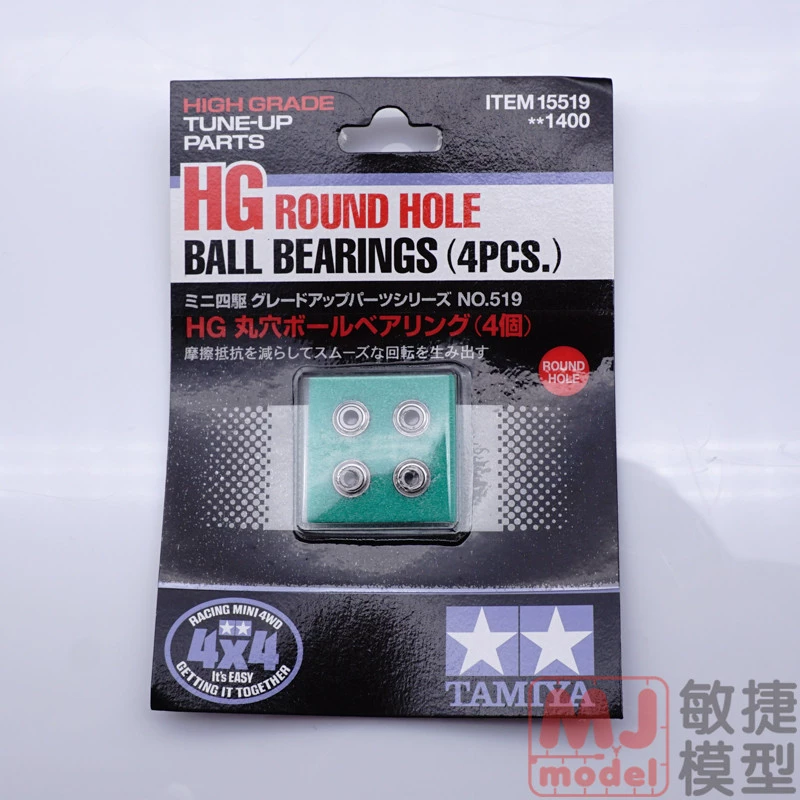 HIGH GRADE
TUNE-UP
PARTS
ITEM 15519
**1400
HG ROUND HOLE
BALL BEARINGS (4PCS.)
ミニ四駆 グレードアップパーツシリーズ NO.519
HG 丸穴ボールベアリング(4個)
摩擦抵抗を減らしてスムーズな回転を生み出す
ROUND
HOLE
RACING MINI 4WD
4x4
It's EASY
GETTING IT TOGETHER
TAMIYA
MJ
model
敏捷
模型